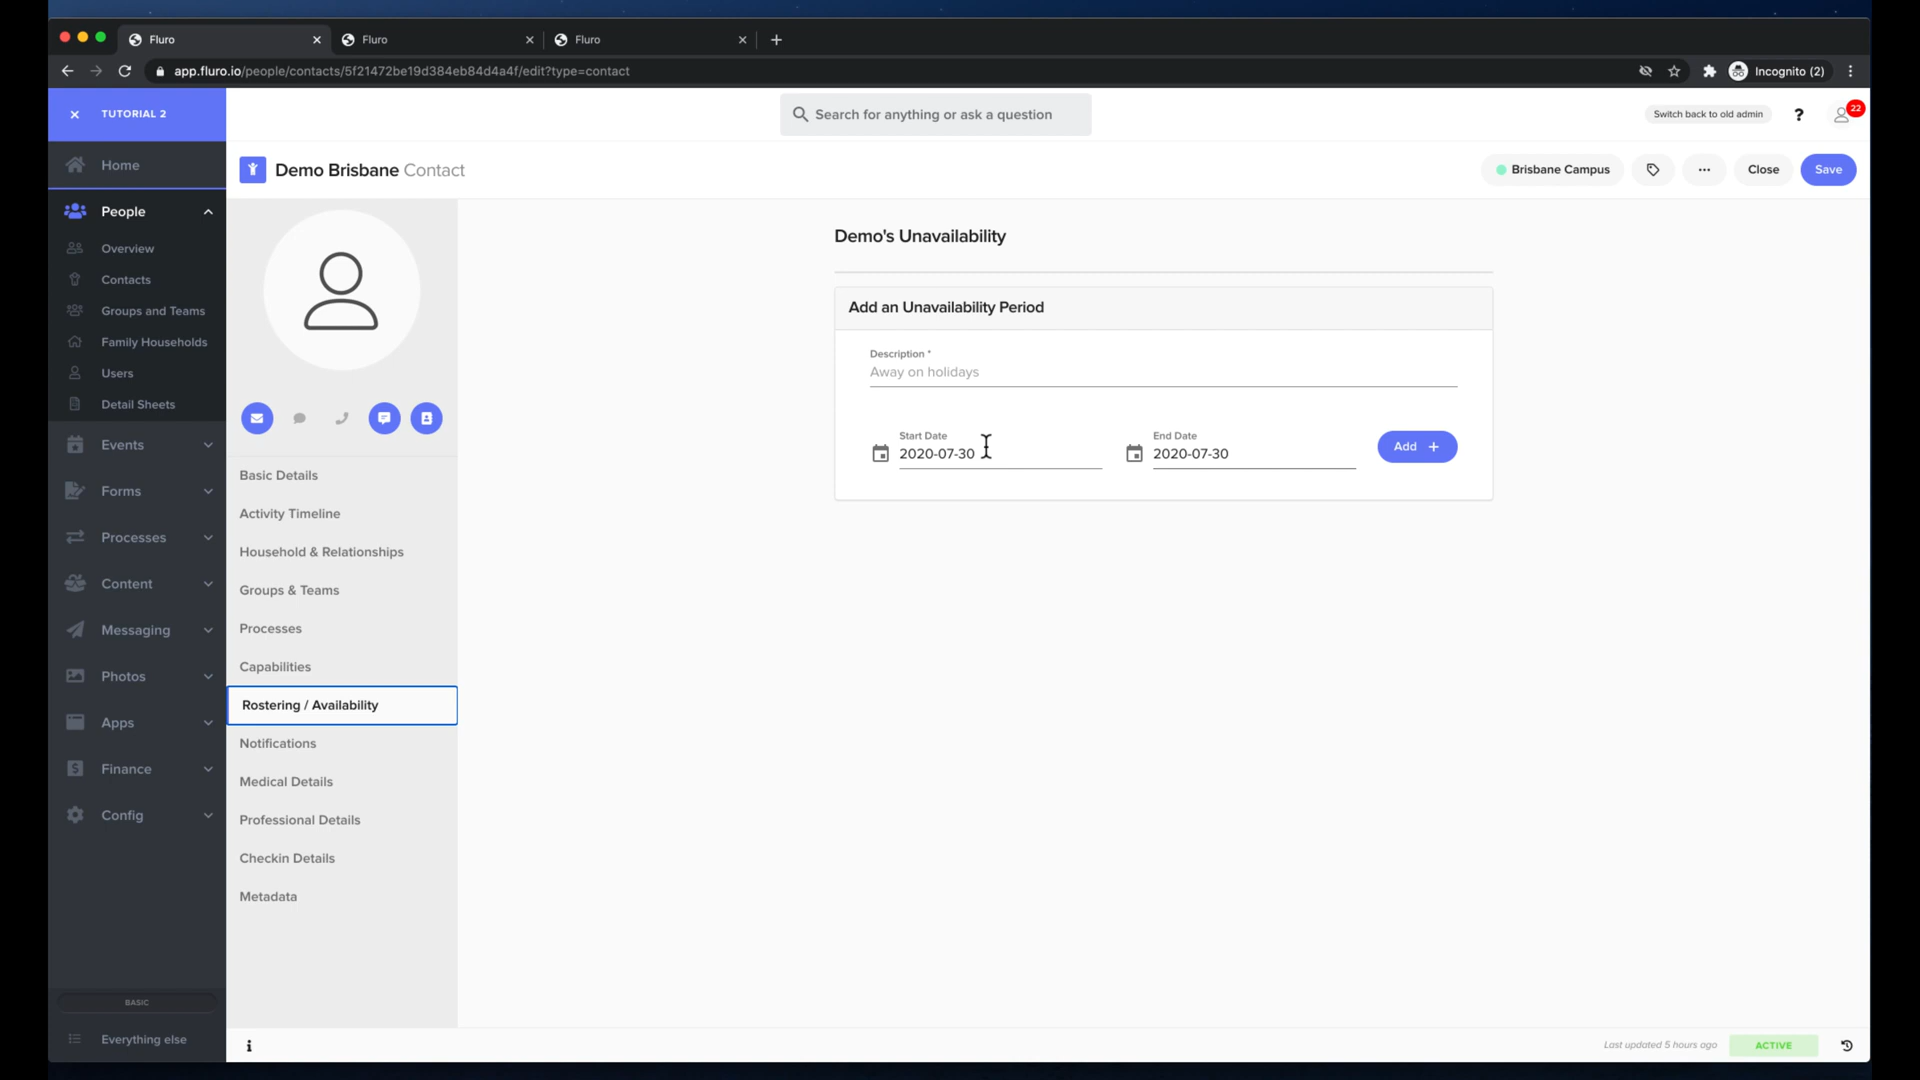 Fluro
Fluro
Fluro
app.fluro.io/people/contacts/5f21472be19d384eb84d4a4f/edit?type=contact
Incognito (2)
TUTORIAL 2
Search for anything or ask a question
Switch back to old admin
?
22
Home
Demo Brisbane Contact
Brisbane Campus
Close
Save
People
Overview
Contacts
Groups and Teams
Family Households
Users
Detail Sheets
Events
Forms
Processes
Content
Messaging
Photos
Apps
Finance
Config
BASIC
Everything else
Basic Details
Activity Timeline
Household & Relationships
Groups & Teams
Processes
Capabilities
Rostering / Availability
Notifications
Medical Details
Professional Details
Checkin Details
Metadata
Demo's Unavailability
Add an Unavailability Period
Description *
Away on holidays
Start Date
2020-07-30
End Date
2020-07-30
Add +
Last updated 5 hours ago
ACTIVE